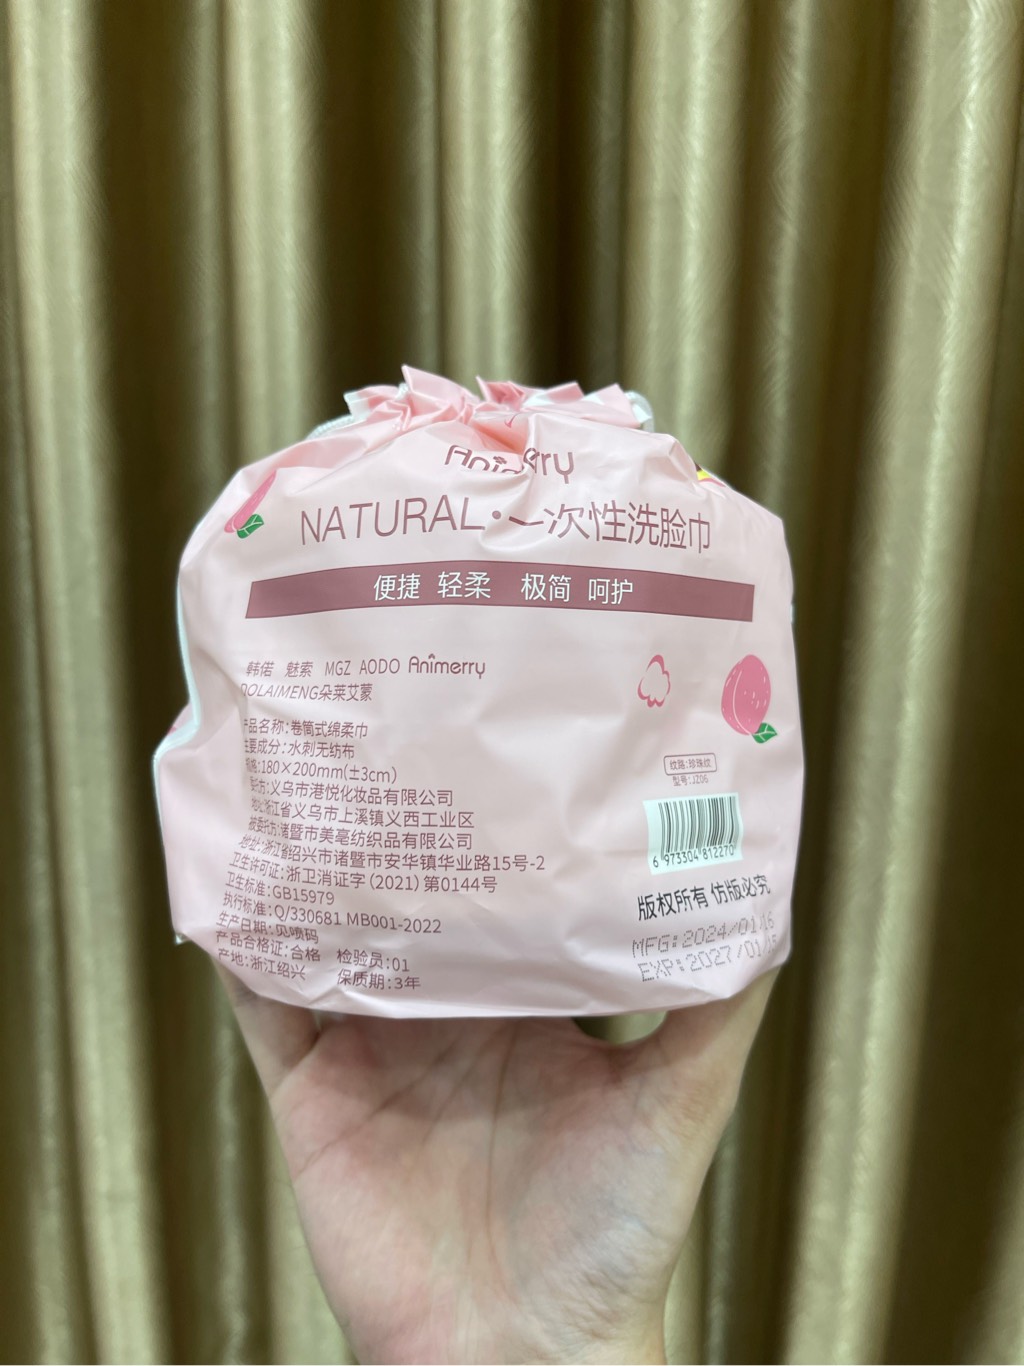 Animerry
NATURAL·一次性洗脸巾
便捷 轻柔 极简 呵护
韩偌 魅索 MGZ AODO Animerry
DOLAIMENG朵莱艾蒙
产品名称:卷筒式绵柔巾
主要成分:水刺无纺布
规格:180×200mm(±3cm)
委托方:义乌市港悦化妆品有限公司
地址:浙江省义乌市上溪镇义西工业区
被委托方:诸暨市美亳纺织品有限公司
地址:浙江省绍兴市诸暨市安华镇华业路15号-2
卫生许可证:浙卫消证字(2021)第0144号
卫生标准:GB15979
执行标准:Q/330681 MB001-2022
生产日期:见喷码
产品合格证:合格 检验员:01
产地:浙江绍兴 保质期:3年
纹路:珍珠纹
型号:JZ06
6 973304 812270
版权所有 仿版必究
MFG:2024/01/16
EXP:2027/01/15